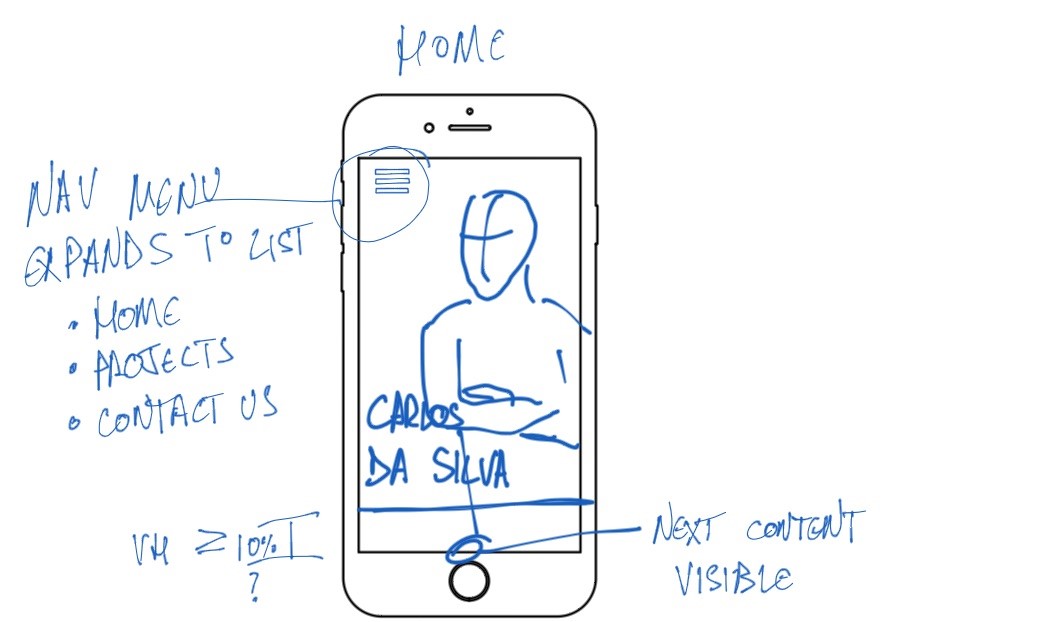 HOME
NAV MENU
EXPANDS TO LIST
• HOME
• PROJECTS
• CONTACT US
CARLOS
DA SILVA
VH ≥ 10%
?
NEXT CONTENT
VISIBLE